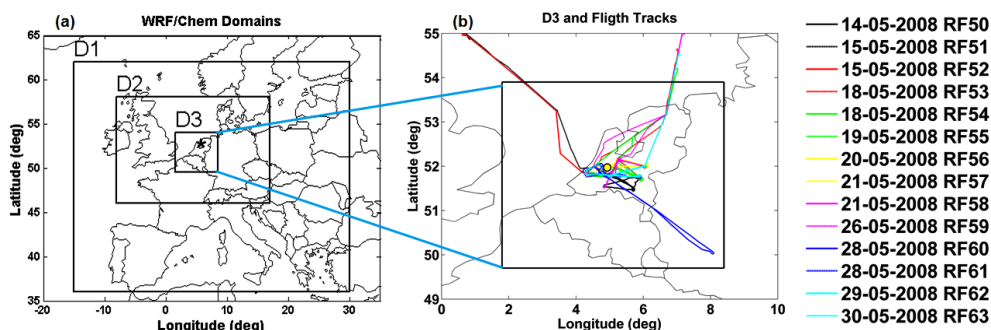 (a)
WRF/Chem Domains
65
60
55
50
45
40
35
Latitude (deg)
D1
D2
D3
-20
-10
0
10
20
30
Longitude (deg)
(b)
D3 and Fligth Tracks
55
54
53
52
51
50
49
Latitude (deg)
0
2
4
6
8
10
Longitude (deg)
14-05-2008 RF50
15-05-2008 RF51
15-05-2008 RF52
18-05-2008 RF53
18-05-2008 RF54
19-05-2008 RF55
20-05-2008 RF56
21-05-2008 RF57
21-05-2008 RF58
26-05-2008 RF59
28-05-2008 RF60
28-05-2008 RF61
29-05-2008 RF62
30-05-2008 RF63